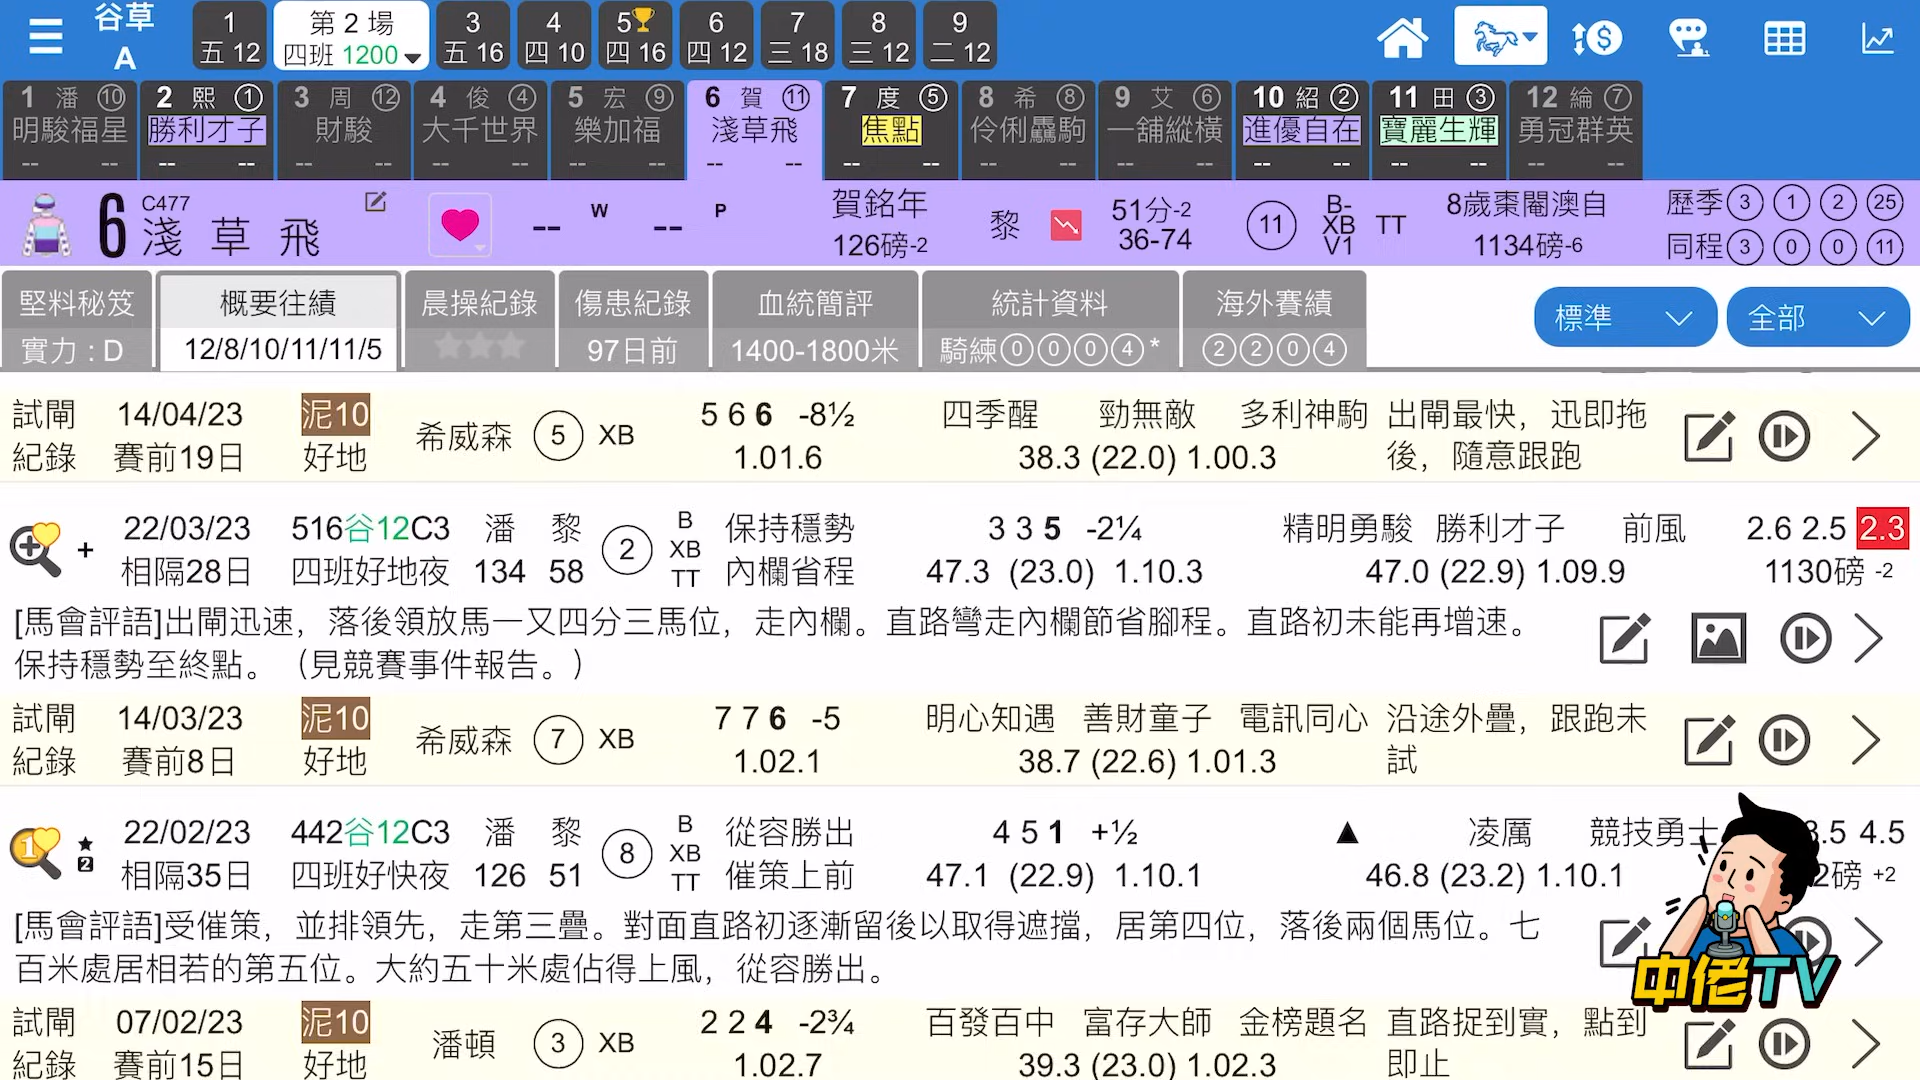 谷草 A
1 五 12
第 2 場 四班 1200
3 五 16
4 四 10
5 四 16
6 四 12
7 三 18
8 三 12
9 二 12
1 潘 10 明駿福星 -- --
2 熙 1 勝利才子 -- --
3 周 12 財駿 -- --
4 俊 4 大千世界 -- --
5 宏 9 樂加福 -- --
6 賀 11 淺草飛 -- --
7 度 5 焦點 -- --
8 希 8 伶俐驫駒 -- --
9 艾 6 一舖縱橫 -- --
10 紹 2 進優自在 -- --
11 田 3 寶麗生輝 -- --
12 綸 7 勇冠群英 -- --
6 C477 淺草飛 -- W -- P 賀銘年 126磅-2 黎 51分-2 36-74 11 B- XB V1 TT 8歲棗閹澳自 1134磅-6
歷季 3 1 2 25
同程 3 0 0 11
堅料秘笈 實力 : D
概要往績 12/8/10/11/11/5
晨操紀錄
傷患紀錄 97日前
血統簡評 1400-1800米
統計資料 騎練 0 0 0 4 *
海外賽績 2 2 0 4
標準
全部
試閘 14/04/23 泥10 希威森 5 XB 5 6 6 -8½ 四季醒 勁無敵 多利神駒 出閘最快，迅即拖
紀錄 賽前19日 好地 1.01.6 38.3 (22.0) 1.00.3 後，隨意跟跑
+ 22/03/23 516谷12C3 潘 黎 2 B XB TT 保持穩勢 3 3 5 -2¼ 精明勇駿 勝利才子 前風 2.6 2.5 2.3
相隔28日 四班好地夜 134 58 內欄省程 47.3 (23.0) 1.10.3 47.0 (22.9) 1.09.9 1130磅 -2
[馬會評語]出閘迅速，落後領放馬一又四分三馬位，走內欄。直路彎走內欄節省腳程。直路初未能再增速。
保持穩勢至終點。（見競賽事件報告。）
試閘 14/03/23 泥10 希威森 7 XB 7 7 6 -5 明心知遇 善財童子 電訊同心 沿途外疊，跟跑未
紀錄 賽前8日 好地 1.02.1 38.7 (22.6) 1.01.3 試
1 ★ 2 22/02/23 442谷12C3 潘 黎 8 B XB TT 從容勝出 4 5 1 +½ ▲ 凌厲 競技勇士 3.5 4.5
相隔35日 四班好快夜 126 51 催策上前 47.1 (22.9) 1.10.1 46.8 (23.2) 1.10.1 2磅 +2
[馬會評語]受催策，並排領先，走第三疊。對面直路初逐漸留後以取得遮擋，居第四位，落後兩個馬位。七
百米處居相若的第五位。大約五十米處佔得上風，從容勝出。
中佬TV
試閘 07/02/23 泥10 潘頓 3 XB 2 2 4 -2¾ 百發百中 富存大師 金榜題名 直路捉到實，點到
紀錄 賽前15日 好地 1.02.7 39.3 (23.0) 1.02.3 即止